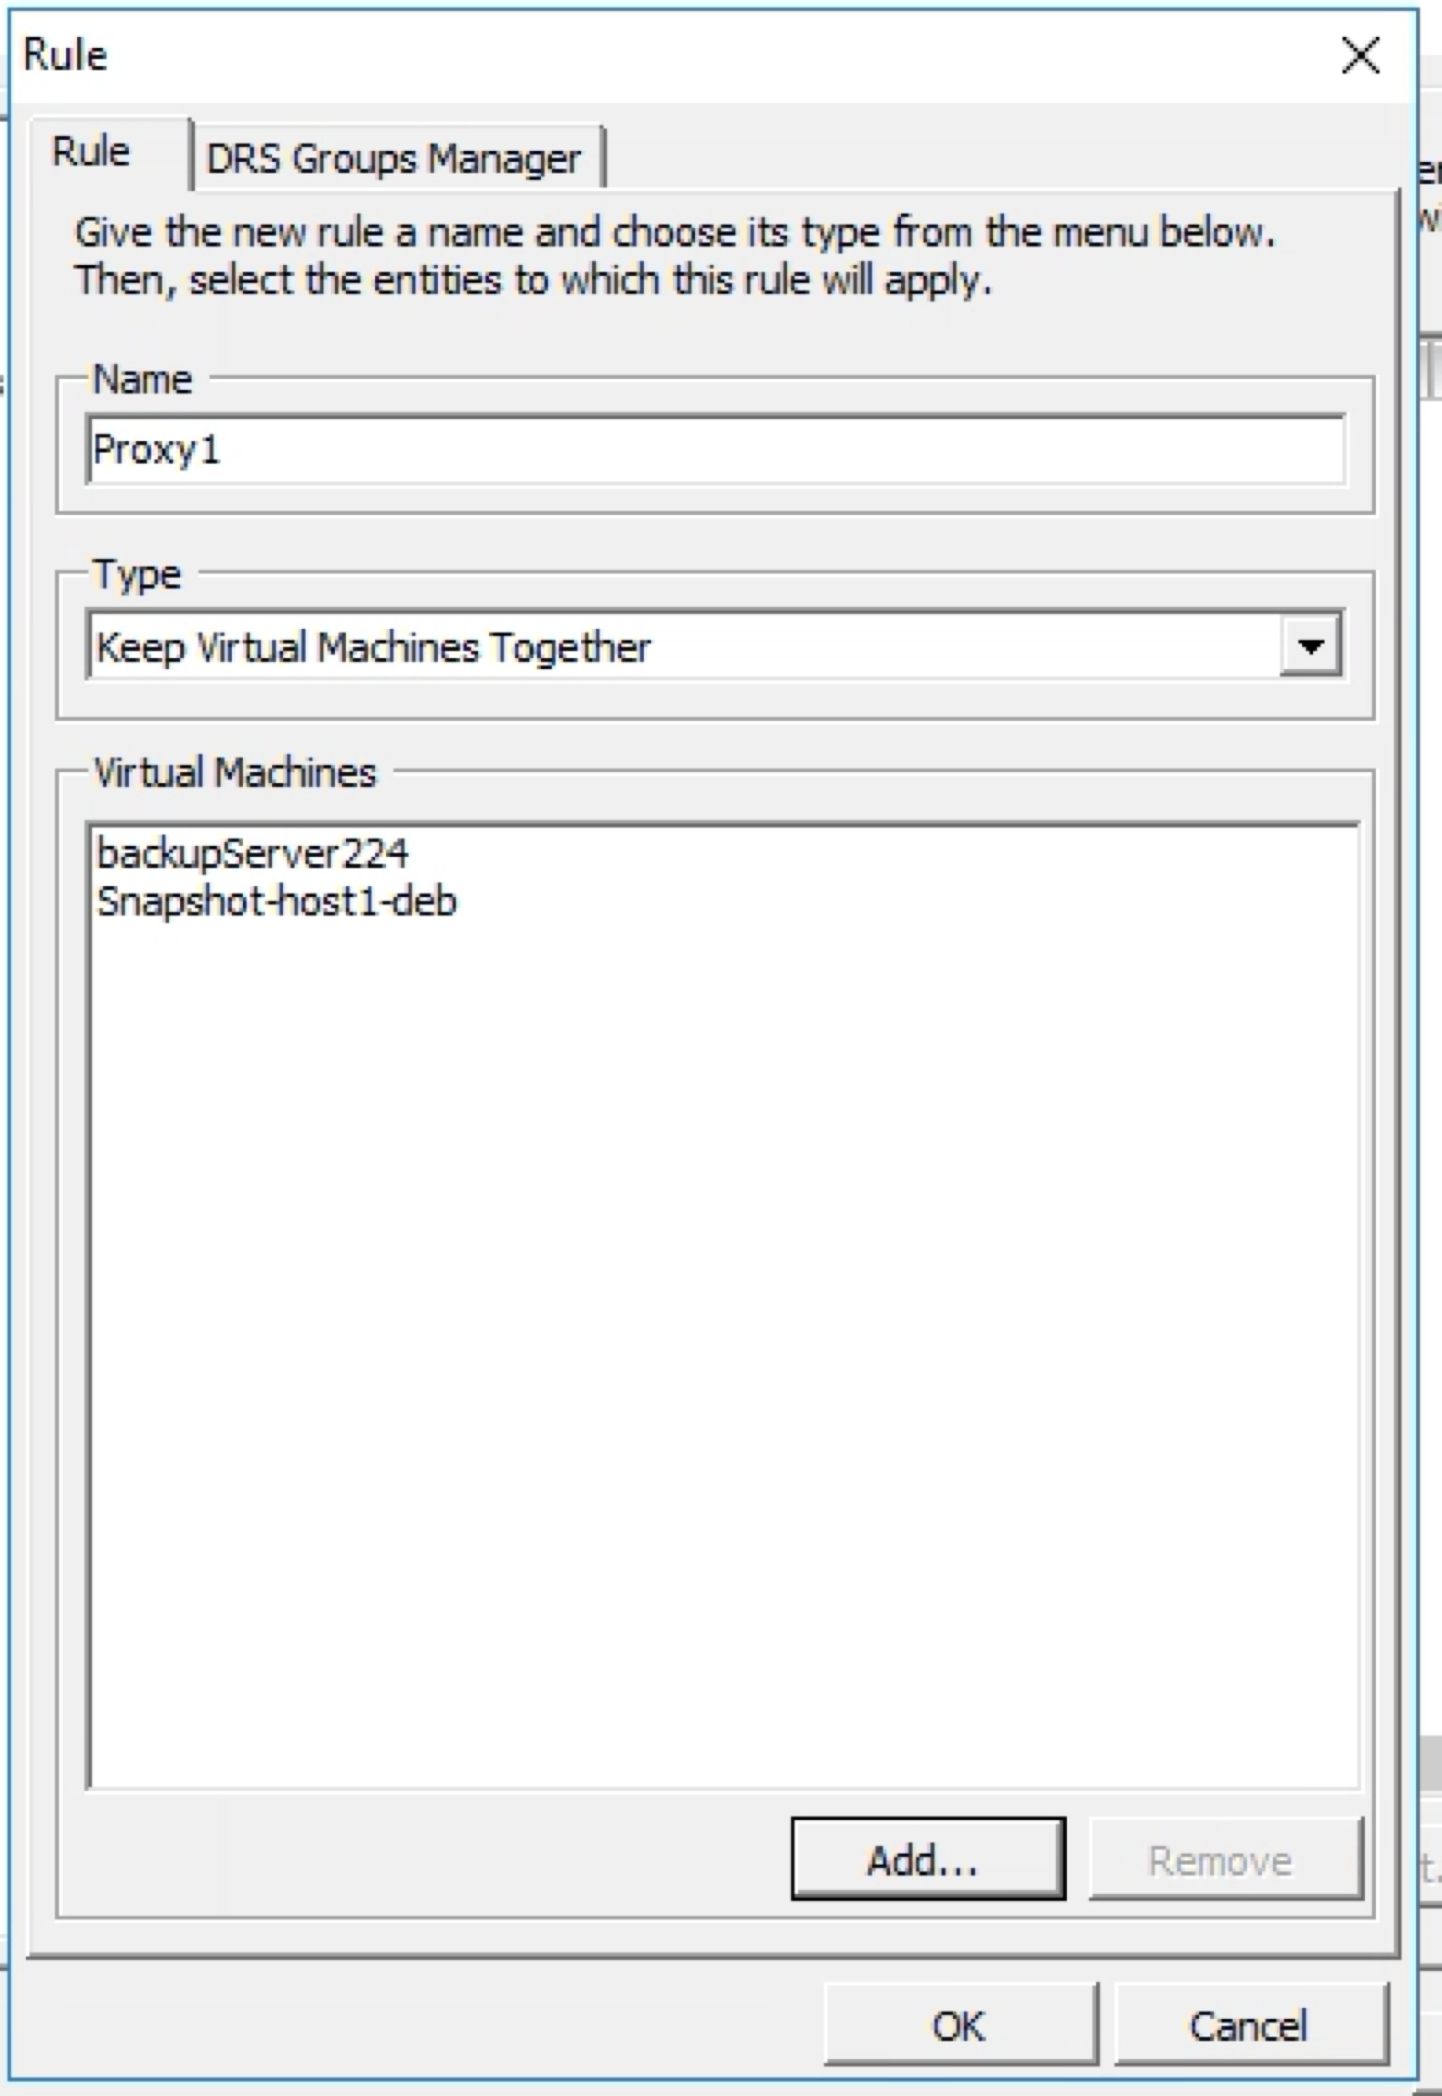 Rule
Rule
DRS Groups Manager
Give the new rule a name and choose its type from the menu below.
Then, select the entities to which this rule will apply.
Name
Proxy1
Type
Keep Virtual Machines Together
Virtual Machines
backupServer224
Snapshot-host1-deb
Add...
Remove
OK
Cancel